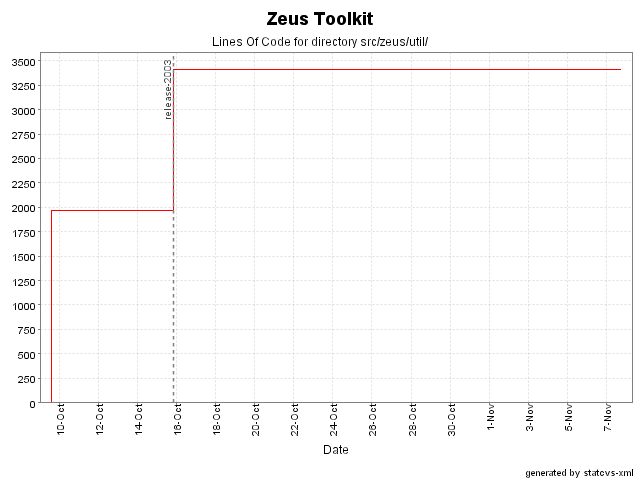 Zeus Toolkit
Lines Of Code for directory src/zeus/util/
3500
3250
3000
2750
2500
2250
2000
1750
1500
1250
1000
750
500
250
0
release-2003
10-Oct
12-Oct
14-Oct
16-Oct
18-Oct
20-Oct
22-Oct
24-Oct
26-Oct
28-Oct
30-Oct
1-Nov
3-Nov
5-Nov
7-Nov
Date
generated by statcvs-xml